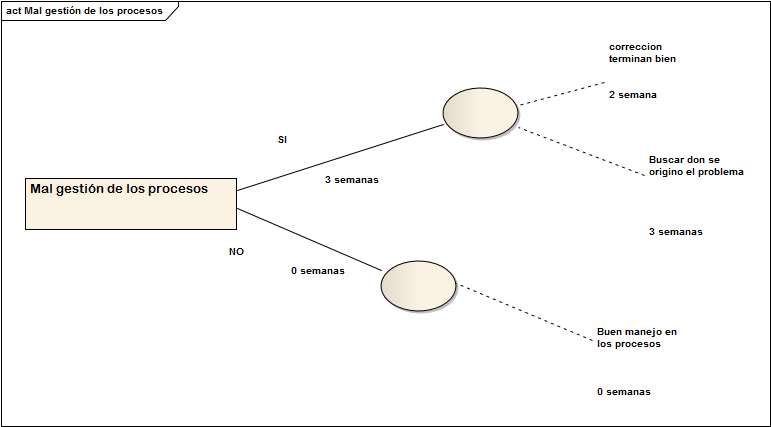 act Mal gestión de los procesos
correccion
terminan bien
2 semana
SI
Buscar don se
origino el problema
3 semanas
Mal gestión de los procesos
3 semanas
NO
0 semanas
Buen manejo en
los procesos
0 semanas